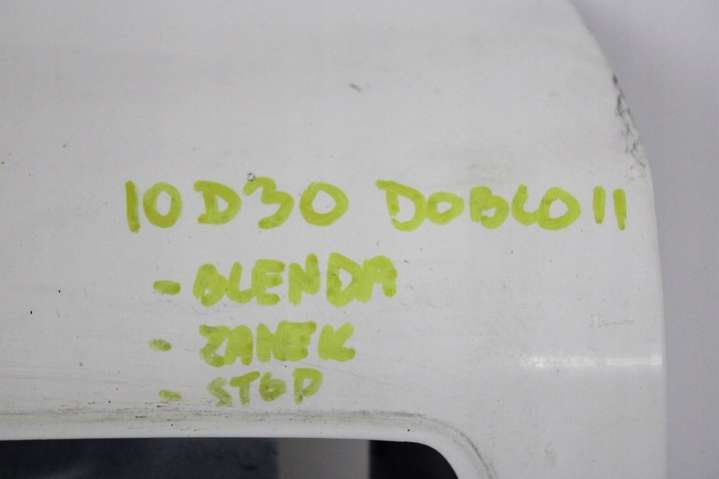 10D30 DOBLO II
- BLENDA
- ZAMEK
- STOP